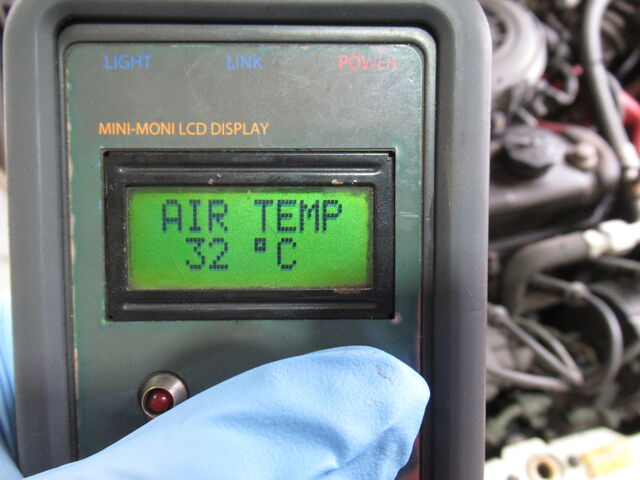 LIGHT LINK POWER
MINI-MONI LCD DISPLAY
AIR TEMP
32 °C